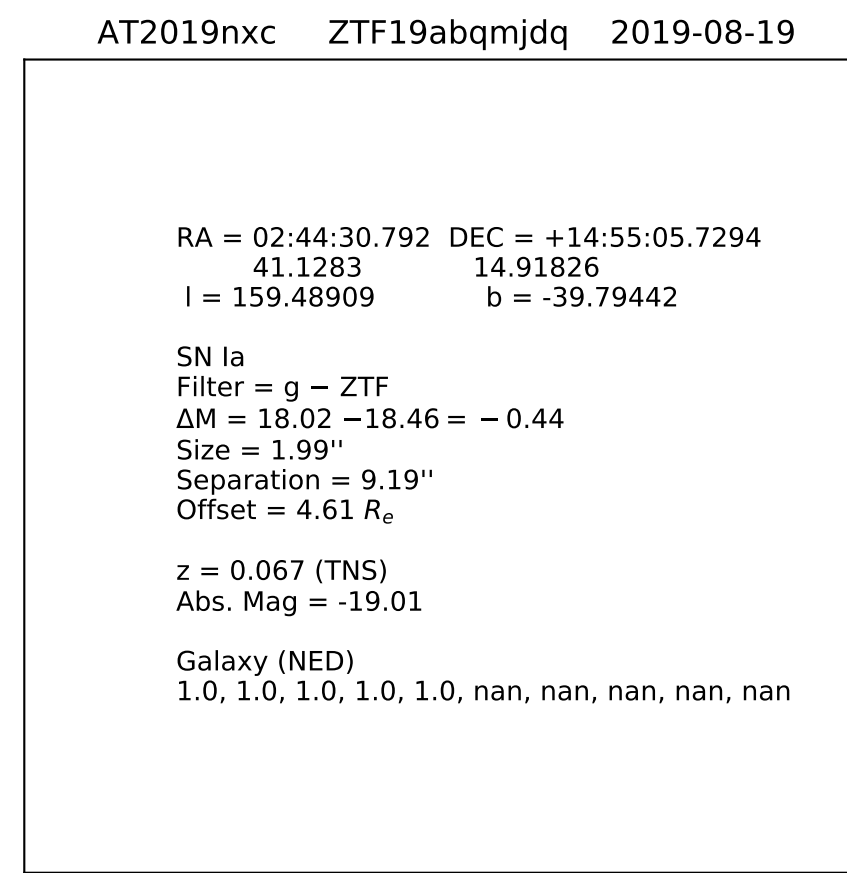 AT2019nxc ZTF19abqmjdq 2019-08-19
RA = 02:44:30.792 DEC = +14:55:05.7294
41.1283 14.91826
l = 159.48909 b = -39.79442
SN Ia
Filter = g − ZTF
ΔM = 18.02 −18.46 = − 0.44
Size = 1.99''
Separation = 9.19''
Offset = 4.61 Re
z = 0.067 (TNS)
Abs. Mag = -19.01
Galaxy (NED)
1.0, 1.0, 1.0, 1.0, 1.0, nan, nan, nan, nan, nan